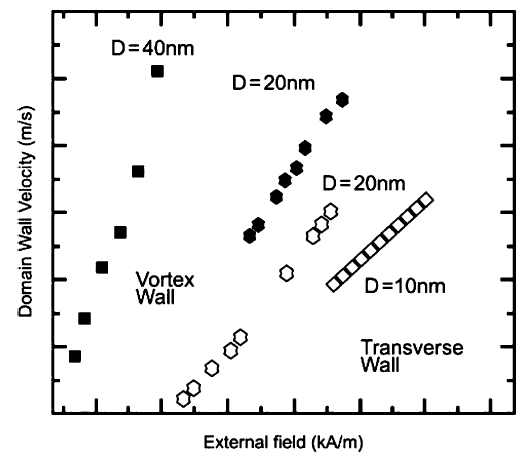 D=40nm
D=20nm
D=20nm
D=10nm
Vortex
Wall
Transverse
Wall
Domain Wall Velocity (m/s)
External field (kA/m)